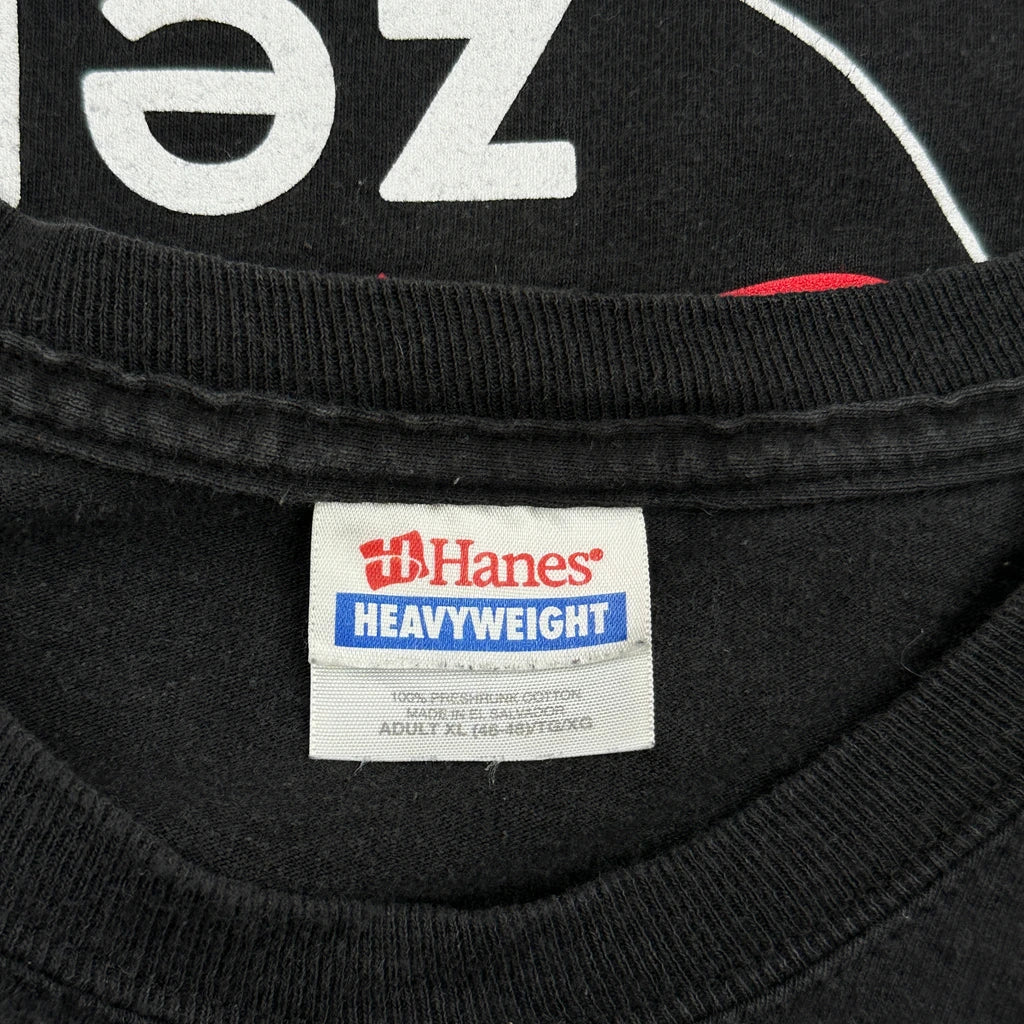 Hanes
HEAVYWEIGHT
100% PRESHRUNK COTTON
MADE IN EL SALVADOR
ADULT XL (46-48)/TG/XG